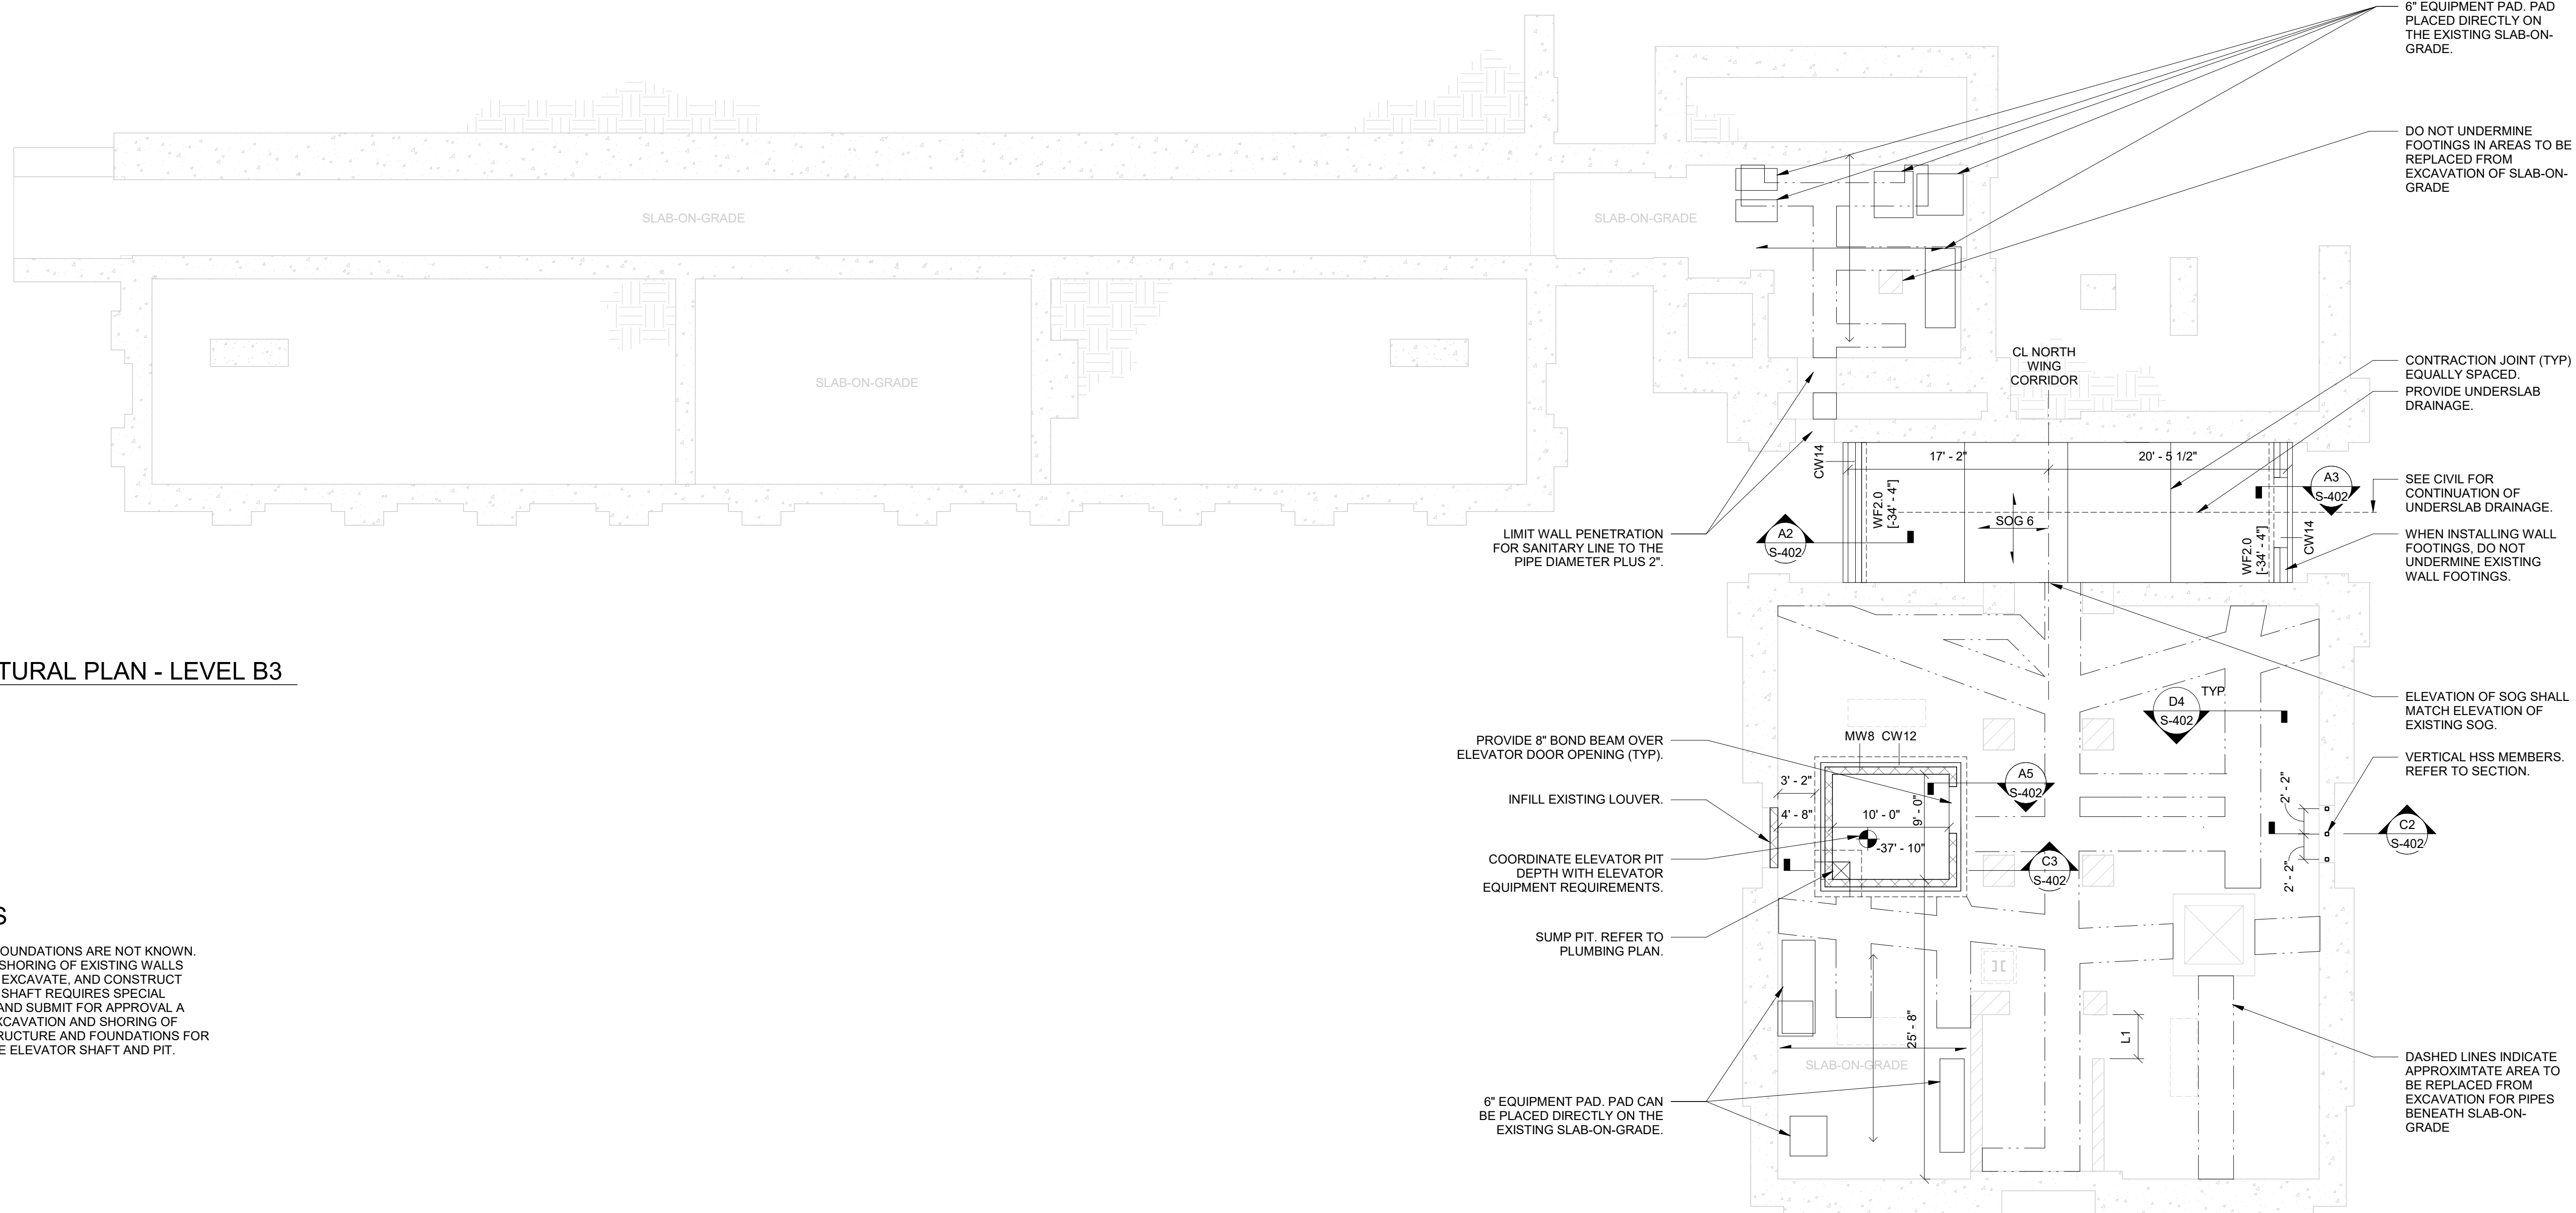 6" EQUIPMENT PAD. PAD
PLACED DIRECTLY ON
THE EXISTING SLAB-ON-
GRADE.
DO NOT UNDERMINE
FOOTINGS IN AREAS TO BE
REPLACED FROM
EXCAVATION OF SLAB-ON-
GRADE
SLAB-ON-GRADE
SLAB-ON-GRADE
SLAB-ON-GRADE
CL NORTH
WING
CORRIDOR
CONTRACTION JOINT (TYP)
EQUALLY SPACED.
PROVIDE UNDERSLAB
DRAINAGE.
CW14
17' - 2"
20' - 5 1/2"
A3
S-402
SEE CIVIL FOR
CONTINUATION OF
UNDERSLAB DRAINAGE.
WF2.0
[-34' - 4"]
SOG 6
A2
S-402
WF2.0
[-34' - 4"]
CW14
LIMIT WALL PENETRATION
FOR SANITARY LINE TO THE
PIPE DIAMETER PLUS 2".
WHEN INSTALLING WALL
FOOTINGS, DO NOT
UNDERMINE EXISTING
WALL FOOTINGS.
TURAL PLAN - LEVEL B3
D4
S-402
TYP
ELEVATION OF SOG SHALL
MATCH ELEVATION OF
EXISTING SOG.
PROVIDE 8" BOND BEAM OVER
ELEVATOR DOOR OPENING (TYP).
MW8
CW12
VERTICAL HSS MEMBERS.
REFER TO SECTION.
3' - 2"
A5
S-402
2' - 2"
INFILL EXISTING LOUVER.
4' - 8"
10' - 0"
9' - 0"
C2
S-402
-37' - 10"
COORDINATE ELEVATOR PIT
DEPTH WITH ELEVATOR
EQUIPMENT REQUIREMENTS.
C3
S-402
2' - 2"
S
SUMP PIT. REFER TO
PLUMBING PLAN.
OUNDATIONS ARE NOT KNOWN.
SHORING OF EXISTING WALLS
EXCAVATE, AND CONSTRUCT
SHAFT REQUIRES SPECIAL
AND SUBMIT FOR APPROVAL A
XCAVATION AND SHORING OF
RUCTURE AND FOUNDATIONS FOR
E ELEVATOR SHAFT AND PIT.
25' - 8"
L1
SLAB-ON-GRADE
DASHED LINES INDICATE
APPROXIMTATE AREA TO
BE REPLACED FROM
EXCAVATION FOR PIPES
BENEATH SLAB-ON-
GRADE
6" EQUIPMENT PAD. PAD CAN
BE PLACED DIRECTLY ON THE
EXISTING SLAB-ON-GRADE.